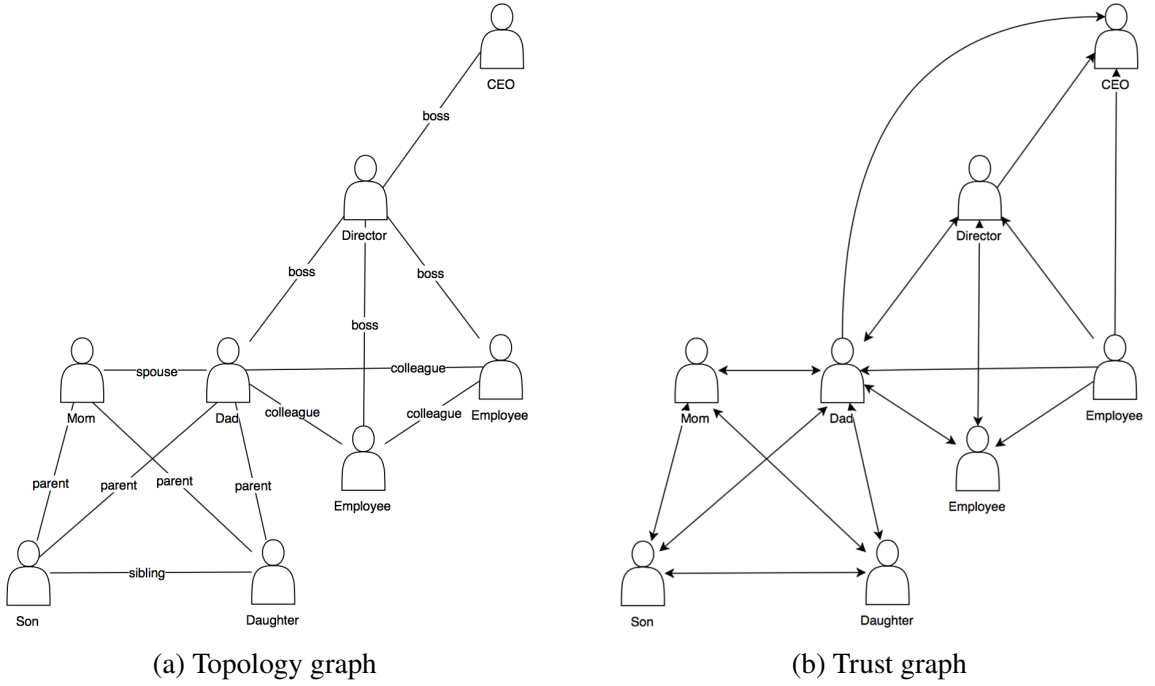 CEO
boss
Director
boss
boss
boss
spouse
colleague
Mom
Dad
colleague
colleague
Employee
parent
parent
parent
parent
Employee
sibling
Son
Daughter
(a) Topology graph
CEO
Director
Mom
Dad
Employee
Employee
Son
Daughter
(b) Trust graph